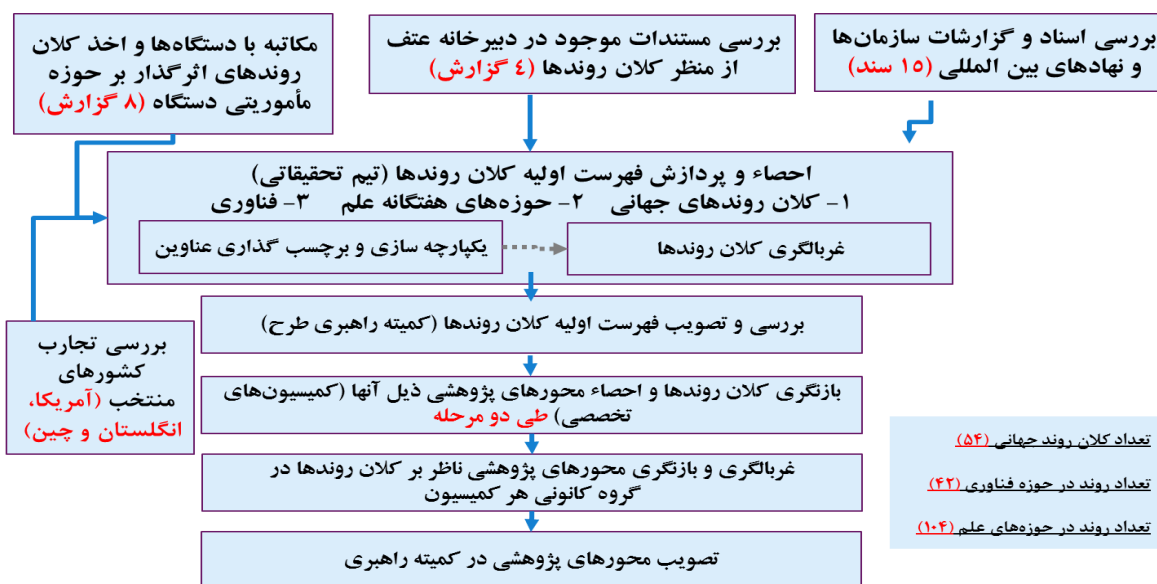 بررسی اسناد و گزارشات سازمان‌ها
و نهادهای بین المللی (۱۵ سند)
بررسی مستندات موجود در دبیرخانه عتف
از منظر کلان روندها (٤ گزارش)
مکاتبه با دستگاه‌ها و اخذ کلان
روندهای اثرگذار بر حوزه
مأموریتی دستگاه (۸ گزارش)
احصاء و پردازش فهرست اولیه کلان روندها (تیم تحقیقاتی)
۱- کلان روندهای جهانی ۲- حوزه‌های هفتگانه علم ۳- فناوری
غربالگری کلان روندها
یکپارچه سازی و برچسب گذاری عناوین
بررسی و تصویب فهرست اولیه کلان روندها (کمیته راهبری طرح)
بررسی تجارب
کشورهای
منتخب (آمریکا،
انگلستان و چین)
بازنگری کلان روندها و احصاء محورهای پژوهشی ذیل آنها (کمیسیون‌های
تخصصی) طی دو مرحله
غربالگری و بازنگری محورهای پژوهشی ناظر بر کلان روندها در
گروه کانونی هر کمیسیون
تصویب محورهای پژوهشی در کمیته راهبری
تعداد کلان روند جهانی (۵۴)
تعداد روند در حوزه فناوری (۴۲)
تعداد روند در حوزه‌های علم (۱۰۴)